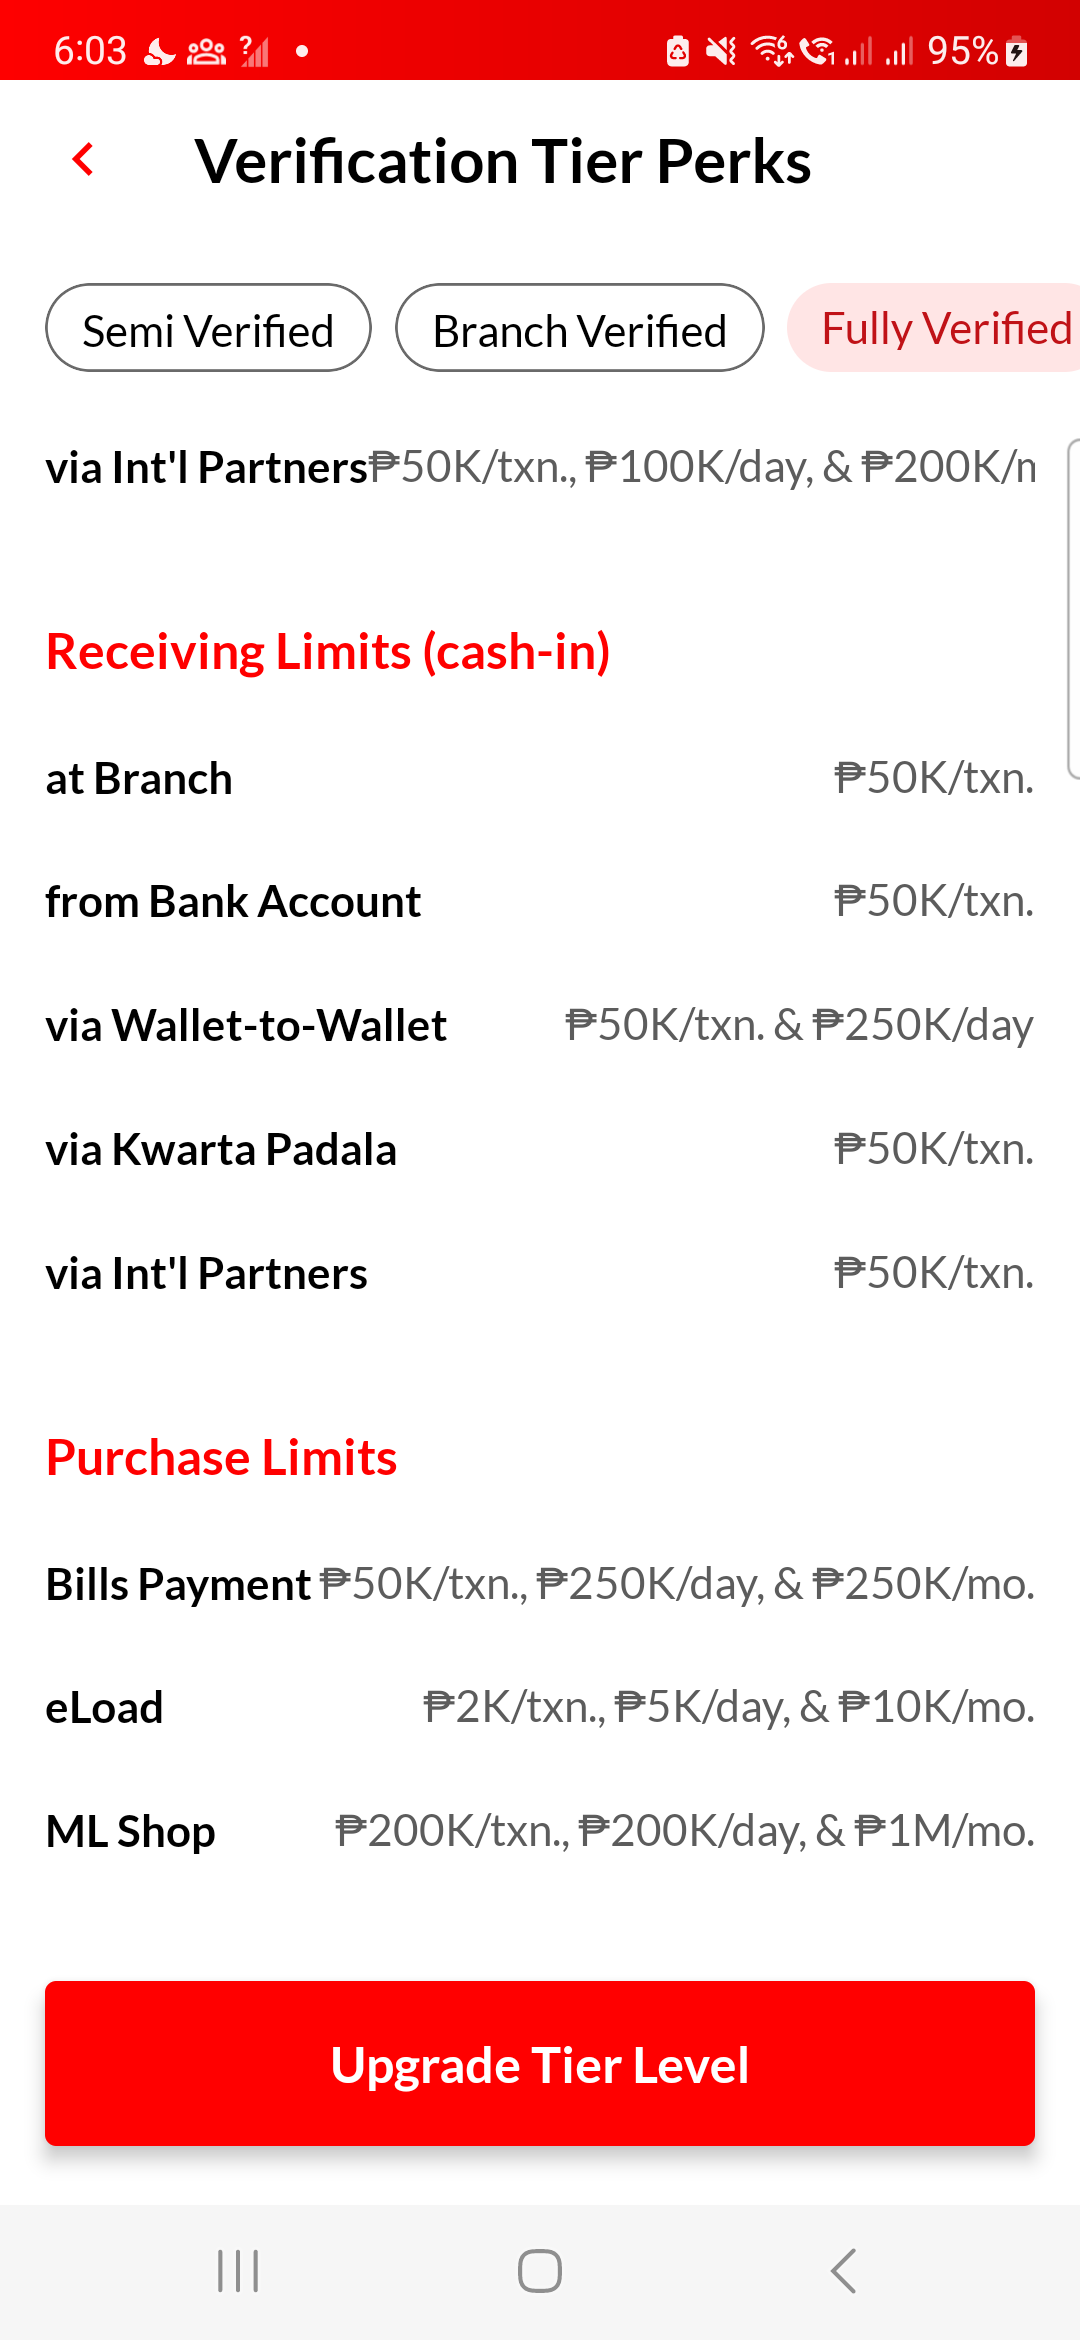 6:03 95%
Verification Tier Perks
Semi Verified Branch Verified Fully Verified
via Int'l Partners₱50K/txn., ₱100K/day, & ₱200K/m
Receiving Limits (cash-in)
at Branch ₱50K/txn.
from Bank Account ₱50K/txn.
via Wallet-to-Wallet ₱50K/txn. & ₱250K/day
via Kwarta Padala ₱50K/txn.
via Int'l Partners ₱50K/txn.
Purchase Limits
Bills Payment ₱50K/txn., ₱250K/day, & ₱250K/mo.
eLoad ₱2K/txn., ₱5K/day, & ₱10K/mo.
ML Shop ₱200K/txn., ₱200K/day, & ₱1M/mo.
Upgrade Tier Level